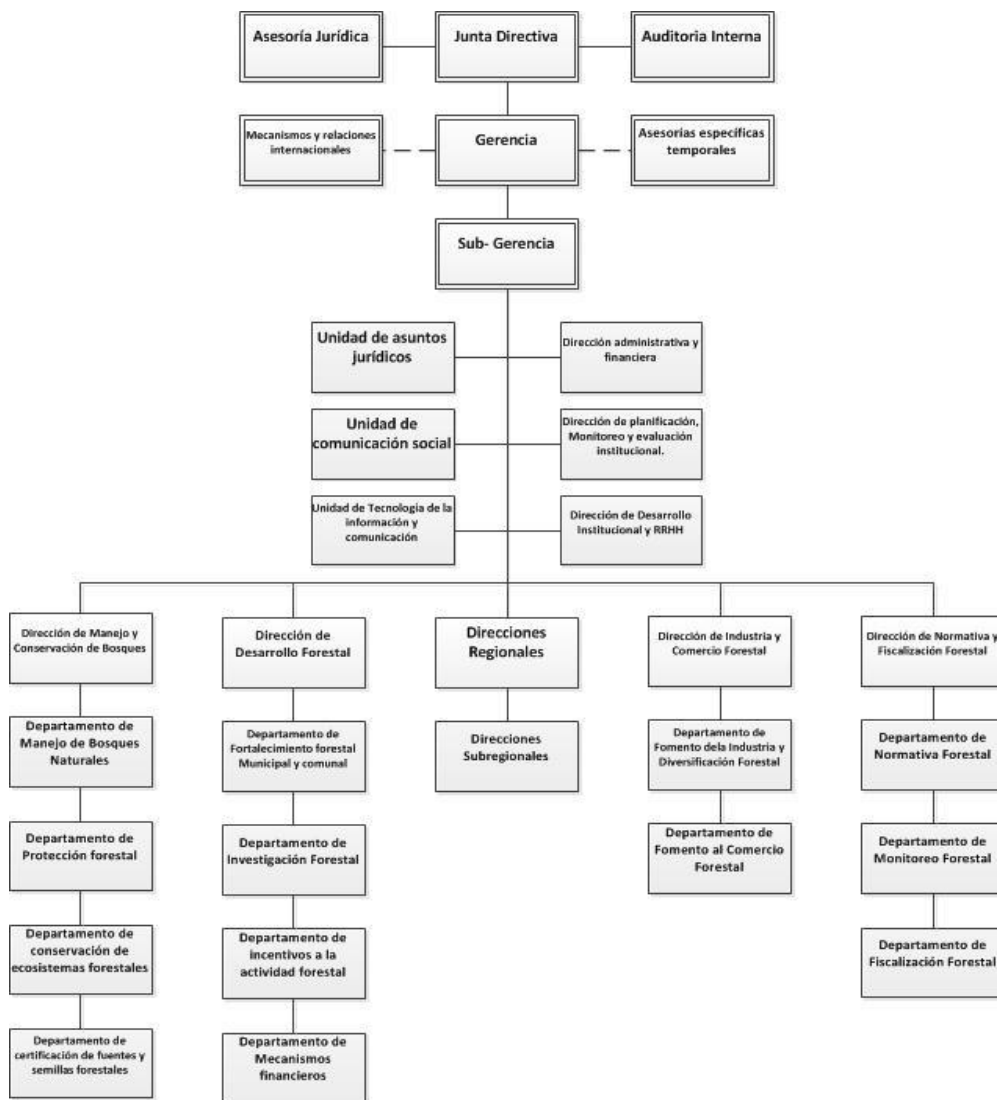 Asesoría Jurídica
Junta Directiva
Auditoria Interna
Mecanismos y relaciones
internacionales
Gerencia
Asesorías específicas
temporales
Sub- Gerencia
Unidad de asuntos
jurídicos
Dirección administrativa y
financiera
Unidad de
comunicación social
Dirección de planificación,
Monitoreo y evaluación
institucional.
Unidad de Tecnología de la
información y
comunicación
Dirección de Desarrollo
Institucional y RRHH
Dirección de Manejo y
Conservación de Bosques
Dirección de
Desarrollo Forestal
Direcciones
Regionales
Dirección de Industria y
Comercio Forestal
Dirección de Normativa y
Fiscalización Forestal
Departamento de
Manejo de Bosques
Naturales
Departamento de
Fortalecimiento forestal
Municipal y comunal
Direcciones
Subregionales
Departamento de
Fomento dela Industria y
Diversificación Forestal
Departamento de
Normativa Forestal
Departamento de
Protección forestal
Departamento de
Investigación Forestal
Departamento de
Fomento al Comercio
Forestal
Departamento de
Monitoreo Forestal
Departamento de
conservación de
ecosistemas forestales
Departamento de
incentivos a la
actividad forestal
Departamento de
Fiscalización Forestal
Departamento de
certificación de fuentes y
semillas forestales
Departamento de
Mecanismos
financieros